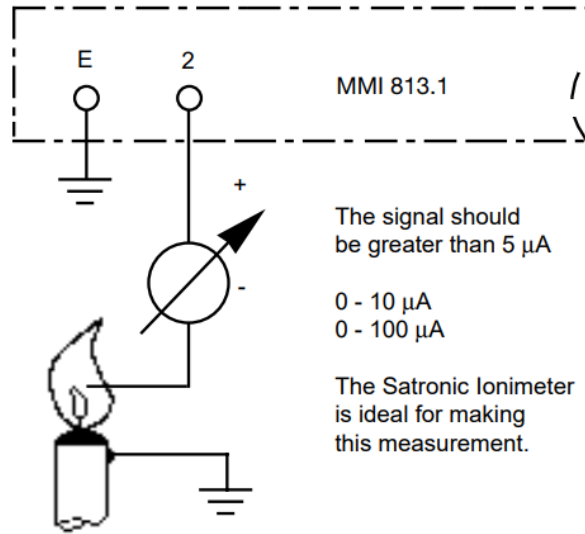 E
2
MMI 813.1
+
-
The signal should
be greater than 5 μA
0 - 10 μA
0 - 100 μA
The Satronic Ionimeter
is ideal for making
this measurement.